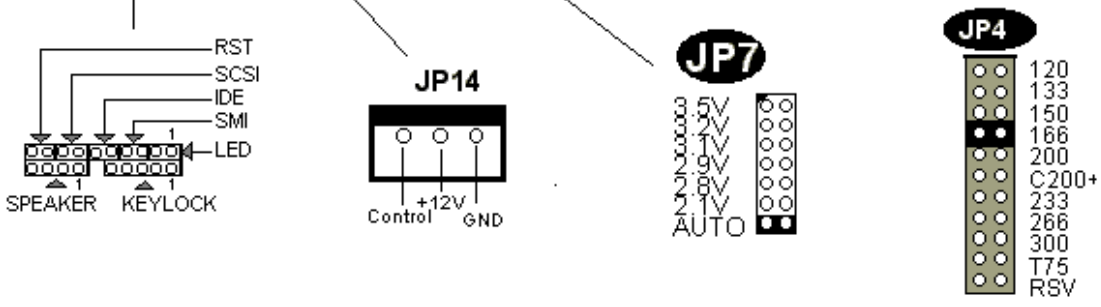 RST
SCSI
IDE
SMI
1
LED
1
1
SPEAKER KEYLOCK
JP14
Control
+12V
GND
JP7
3.5V
3.2V
3.1V
2.9V
2.8V
2.1V
AUTO
JP4
120
133
150
166
200
C200+
233
266
300
T75
RSV